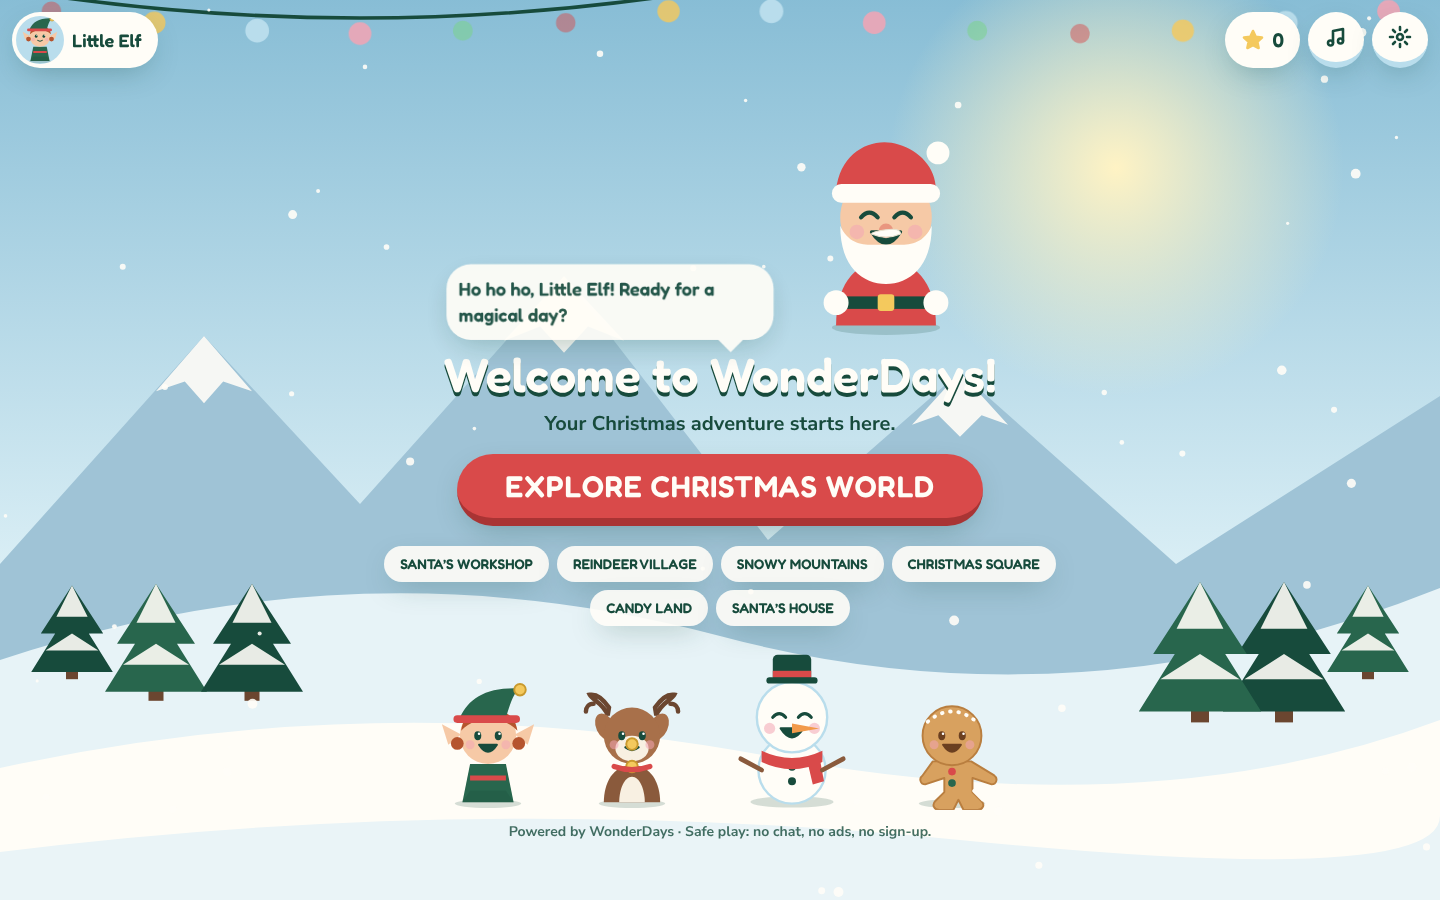 Little Elf
0
Ho ho ho, Little Elf! Ready for a
magical day?
Welcome to WonderDays!
Your Christmas adventure starts here.
EXPLORE CHRISTMAS WORLD
SANTA'S WORKSHOP
REINDEER VILLAGE
SNOWY MOUNTAINS
CHRISTMAS SQUARE
CANDY LAND
SANTA'S HOUSE
Powered by WonderDays · Safe play: no chat, no ads, no sign-up.